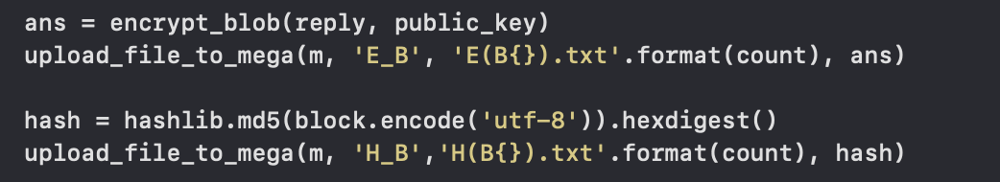 ans = encrypt_blob(reply, public_key)
upload_file_to_mega(m, 'E_B', 'E(B{}).txt'.format(count), ans)
hash = hashlib.md5(block.encode('utf-8')).hexdigest()
upload_file_to_mega(m, 'H_B','H(B{}).txt'.format(count), hash)